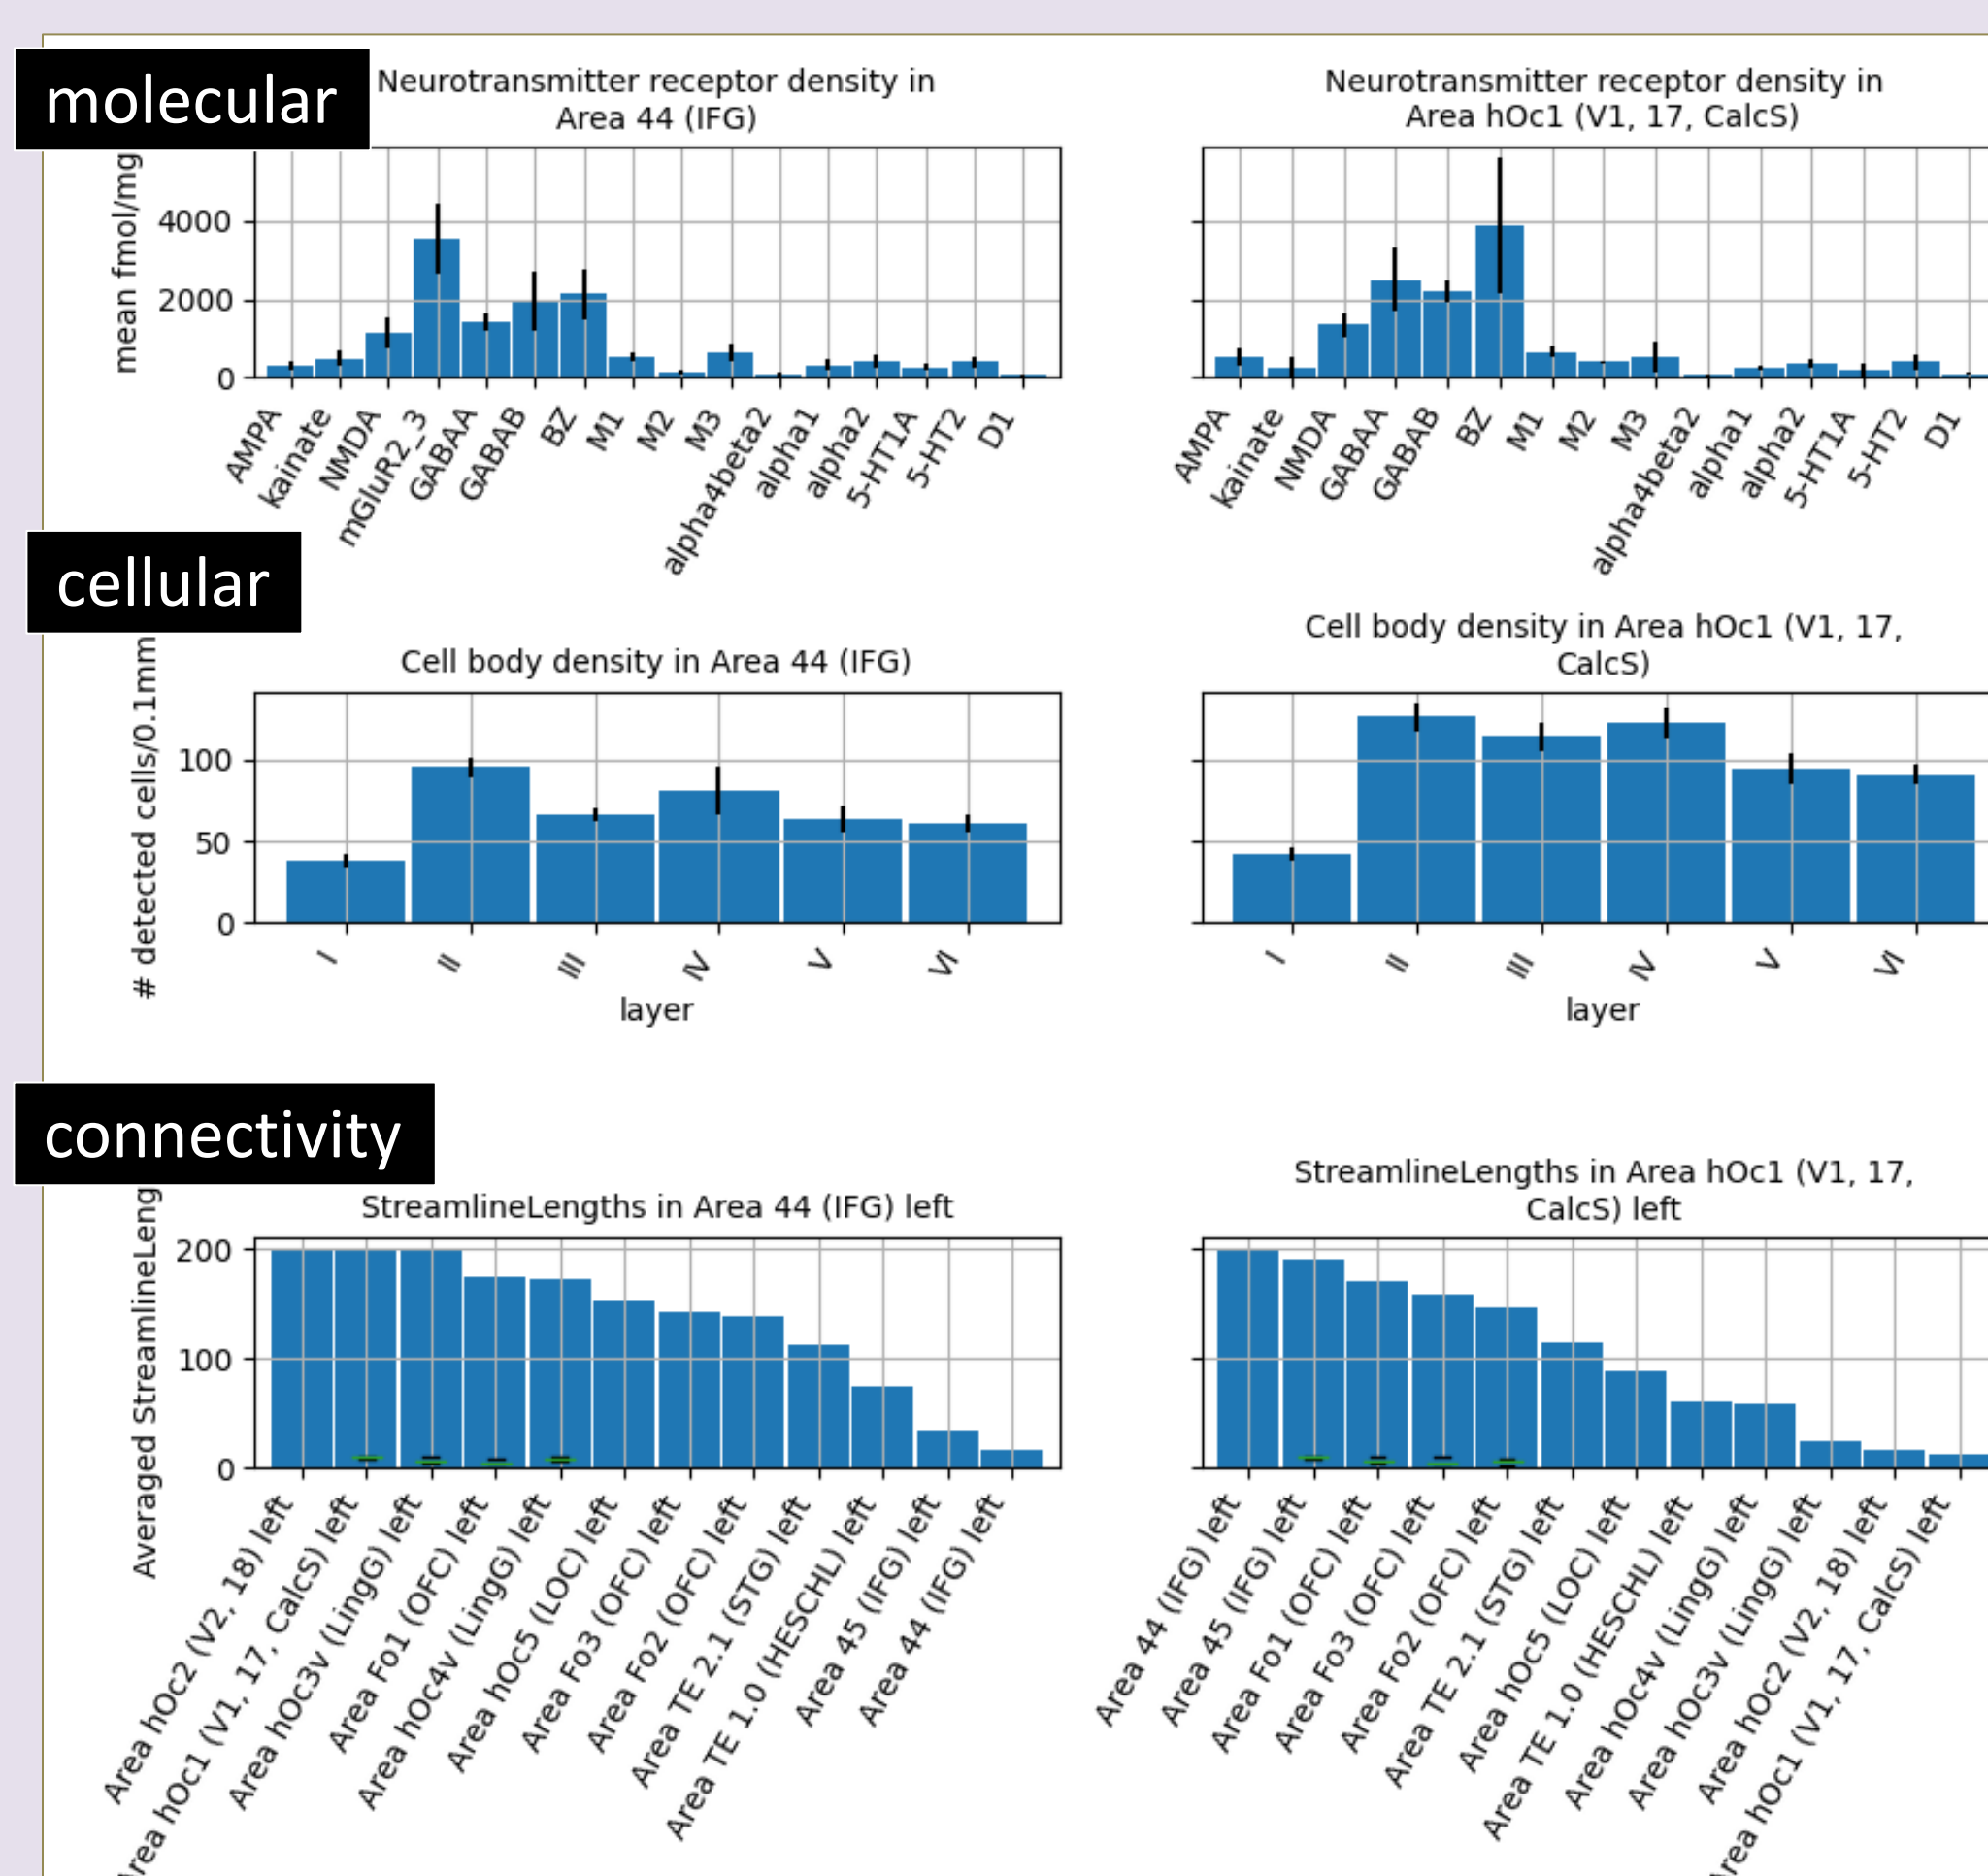 molecular
Neurotransmitter receptor density in
Area 44 (IFG)
mean fmol/mg
4000
2000
0
AMPA
kainate
NMDA
mGluR2_3
GABAA
GABAB
BZ
M1
M2
M3
alpha4beta2
alpha1
alpha2
5-HT1A
5-HT2
D1
Neurotransmitter receptor density in
Area hOc1 (V1, 17, CalcS)
AMPA
kainate
NMDA
GABAA
GABAB
BZ
M1
M2
M3
alpha4beta2
alpha1
alpha2
5-HT1A
5-HT2
D1
cellular
Cell body density in Area 44 (IFG)
# detected cells/0.1mm
100
50
0
I
II
III
IV
V
VI
layer
Cell body density in Area hOc1 (V1, 17,
CalcS)
I
II
III
IV
V
VI
layer
connectivity
StreamlineLengths in Area 44 (IFG) left
Averaged StreamlineLeng
200
100
0
Area hOc2 (V2, 18) left
Area hOc1 (V1, 17, CalcS) left
Area hOc3v (LingG) left
Area Fo1 (OFC) left
Area hOc4v (LingG) left
Area hOc5 (LOC) left
Area Fo3 (OFC) left
Area Fo2 (OFC) left
Area TE 2.1 (STG) left
Area TE 1.0 (HESCHL) left
Area 45 (IFG) left
Area 44 (IFG) left
StreamlineLengths in Area hOc1 (V1, 17,
CalcS) left
Area 44 (IFG) left
Area 45 (IFG) left
Area Fo1 (OFC) left
Area Fo3 (OFC) left
Area Fo2 (OFC) left
Area TE 2.1 (STG) left
Area hOc5 (LOC) left
Area TE 1.0 (HESCHL) left
Area hOc4v (LingG) left
Area hOc3v (LingG) left
Area hOc2 (V2, 18) left
rea hOc1 (V1, 17, CalcS) left